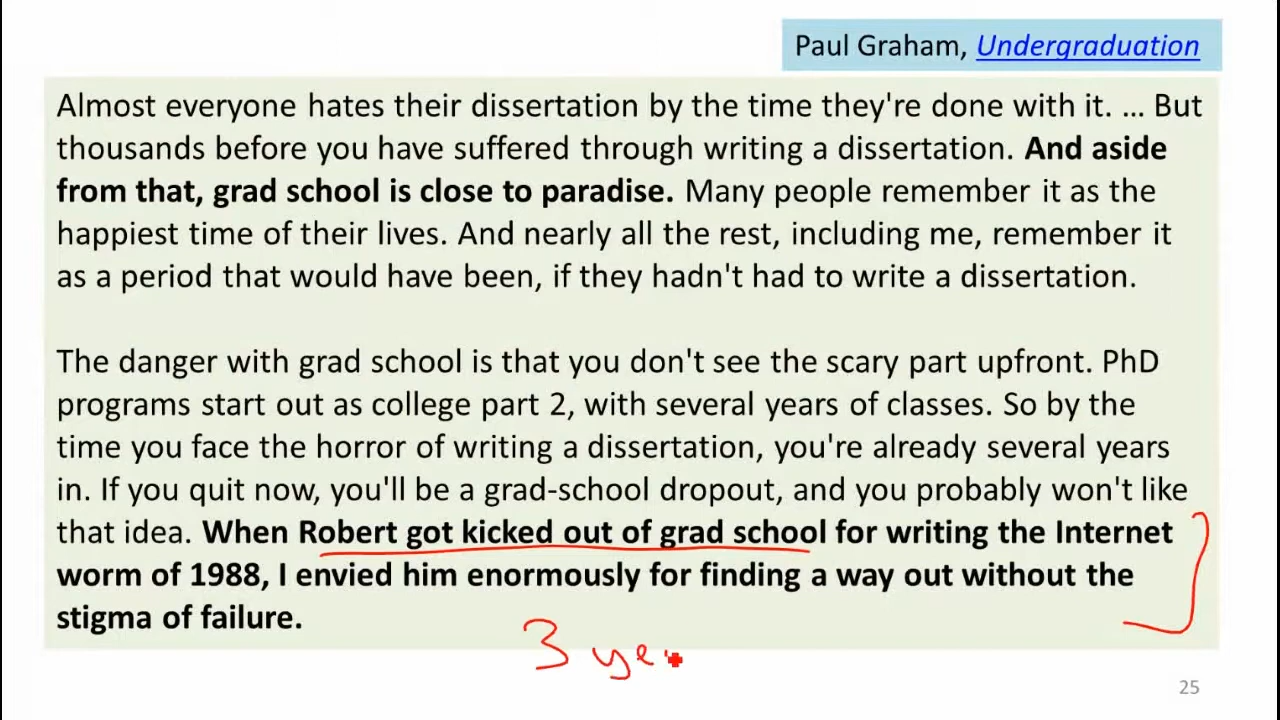 Paul Graham, Undergraduation
Almost everyone hates their dissertation by the time they're done with it. ... But
thousands before you have suffered through writing a dissertation. And aside
from that, grad school is close to paradise. Many people remember it as the
happiest time of their lives. And nearly all the rest, including me, remember it
as a period that would have been, if they hadn't had to write a dissertation.
The danger with grad school is that you don't see the scary part upfront. PhD
programs start out as college part 2, with several years of classes. So by the
time you face the horror of writing a dissertation, you're already several years
in. If you quit now, you'll be a grad-school dropout, and you probably won't like
that idea. When Robert got kicked out of grad school for writing the Internet
worm of 1988, I envied him enormously for finding a way out without the
stigma of failure.
3 ye
25